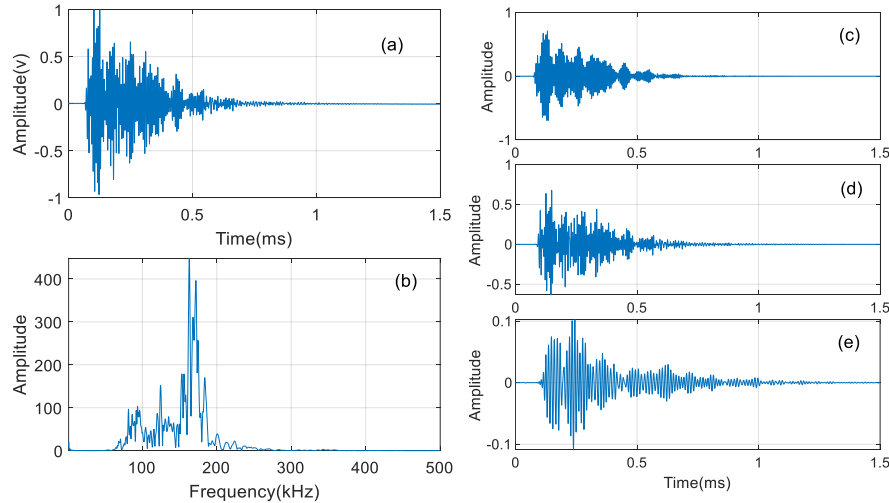 (a)
Amplitude(v)
1
0.5
0
-0.5
-1
0 0.5 1 1.5
Time(ms)
(b)
Amplitude
400
300
200
100
0
100 200 300 400 500
Frequency(kHz)
(c)
Amplitude
1
0
-1
0 0.5 1 1.5
(d)
Amplitude
0.5
0
-0.5
0 0.5 1 1.5
(e)
Amplitude
0.1
0
-0.1
0 0.5 1 1.5
Time(ms)